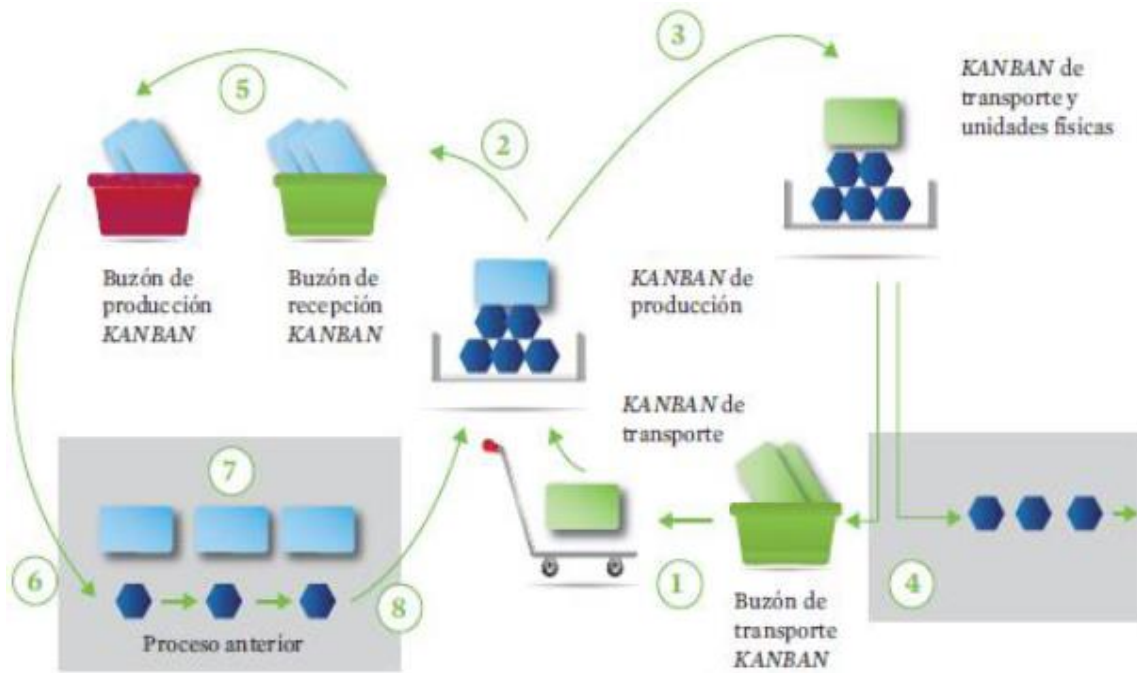 3
KANBAN de
transporte y
unidades físicas
5
2
Buzón de
producción
KANBAN
Buzón de
recepción
KANBAN
KANBAN de
producción
KANBAN de
transporte
7
6
8
Proceso anterior
1
Buzón de
transporte
KANBAN
4